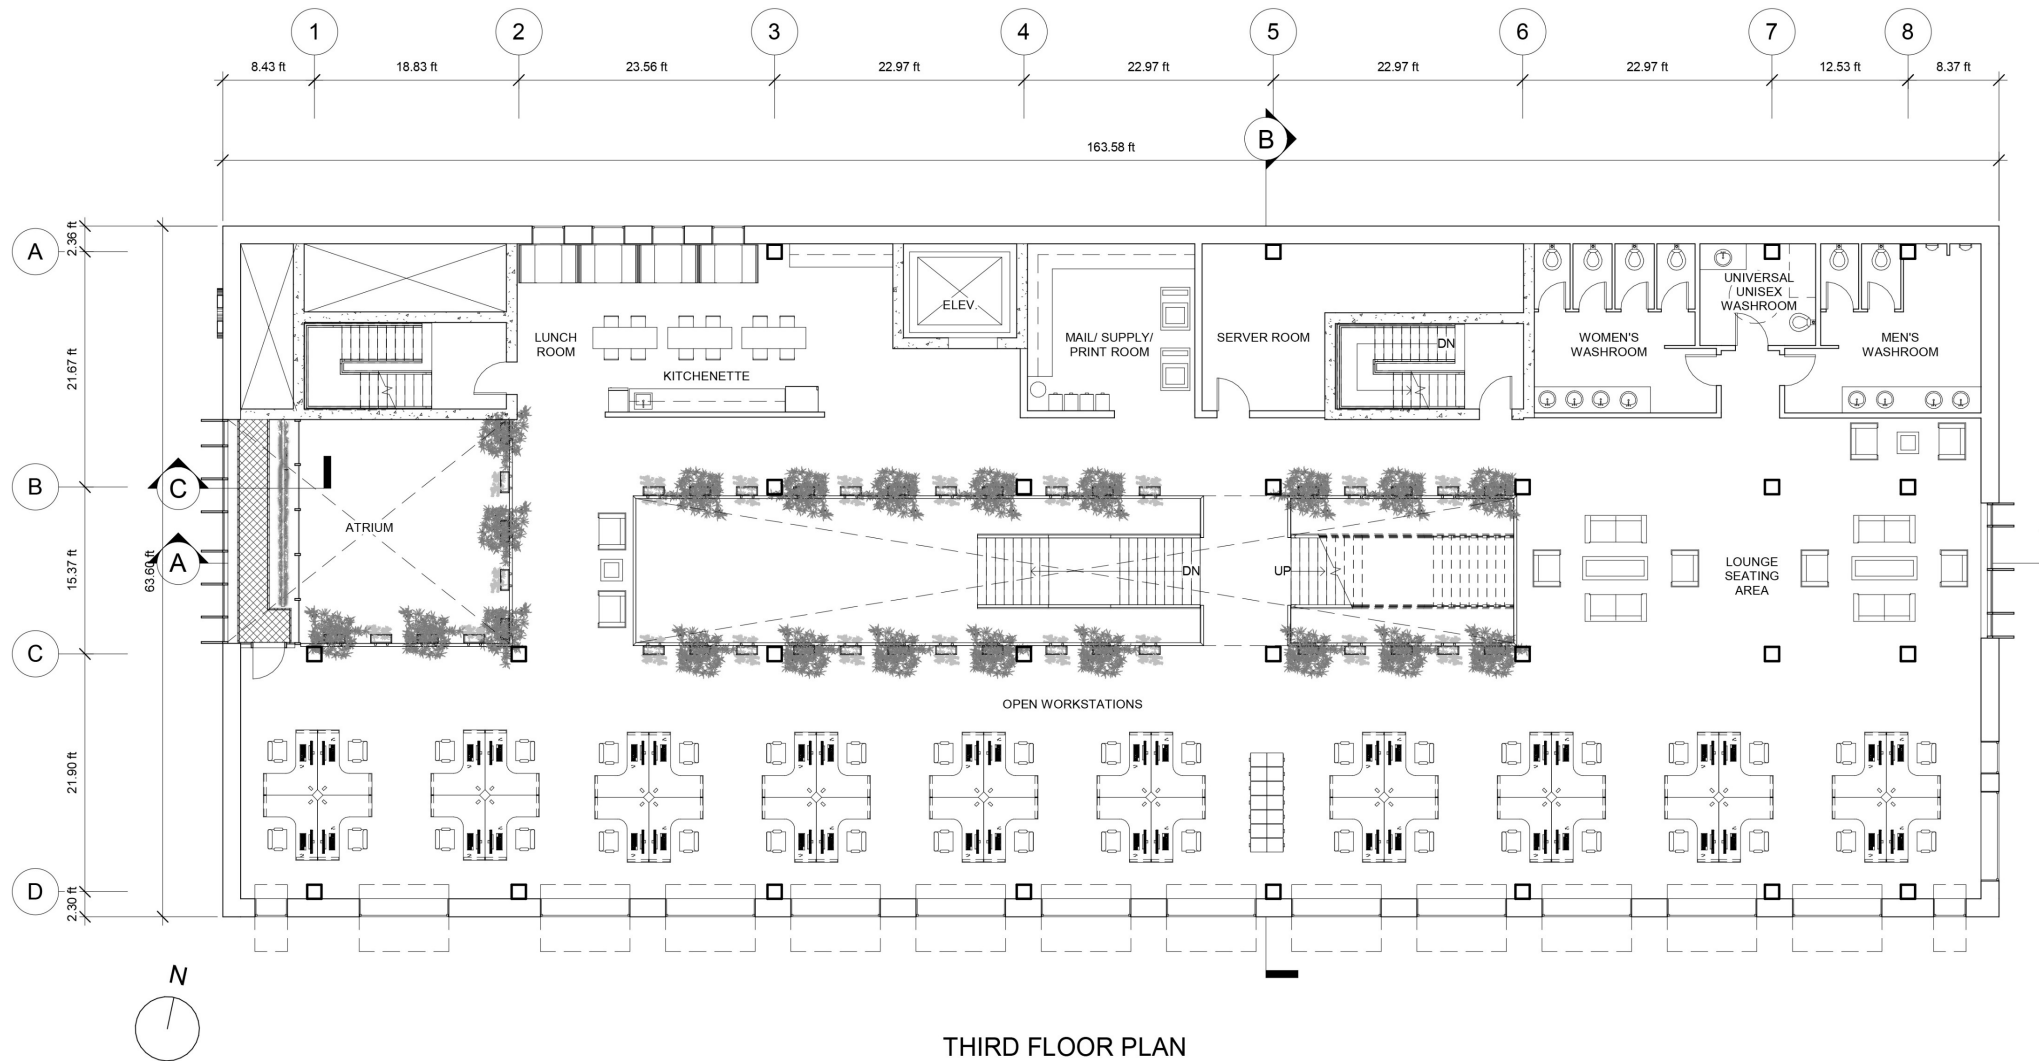 1
2
3
4
5
6
7
8
8.43 ft
18.83 ft
23.56 ft
22.97 ft
22.97 ft
22.97 ft
22.97 ft
12.53 ft
8.37 ft
B
163.58 ft
A
2.36 ft
21.67 ft
B
15.37 ft
63.60 ft
C
21.90 ft
D
2.30 ft
C
A
ELEV.
LUNCH
ROOM
KITCHENETTE
MAIL/ SUPPLY/
PRINT ROOM
SERVER ROOM
DN
WOMEN'S
WASHROOM
UNIVERSAL
UNISEX
WASHROOM
MEN'S
WASHROOM
ATRIUM
DN
UP
LOUNGE
SEATING
AREA
OPEN WORKSTATIONS
N
THIRD FLOOR PLAN